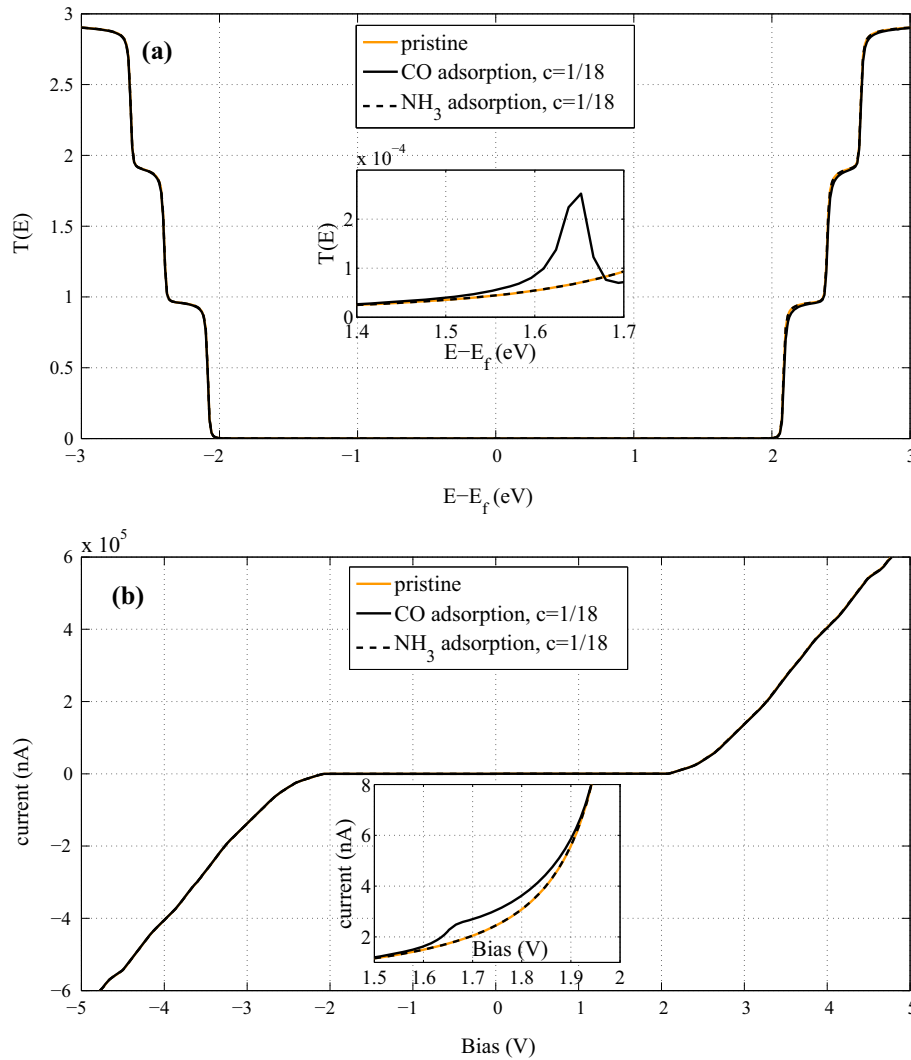 (a)
pristine
CO adsorption, c=1/18
NH3 adsorption, c=1/18
3
2.5
2
1.5
1
0.5
0
T(E)
x 10^-4
2
1
0
T(E)
1.4 1.5 1.6 1.7
E−Ef (eV)
−3 −2 −1 0 1 2 3
E−Ef (eV)
x 10^5
(b)
pristine
CO adsorption, c=1/18
NH3 adsorption, c=1/18
6
4
2
0
−2
−4
−6
current (nA)
8
6
4
2
current (nA)
Bias (V)
1.5 1.6 1.7 1.8 1.9 2
−5 −4 −3 −2 −1 0 1 2 3 4 5
Bias (V)